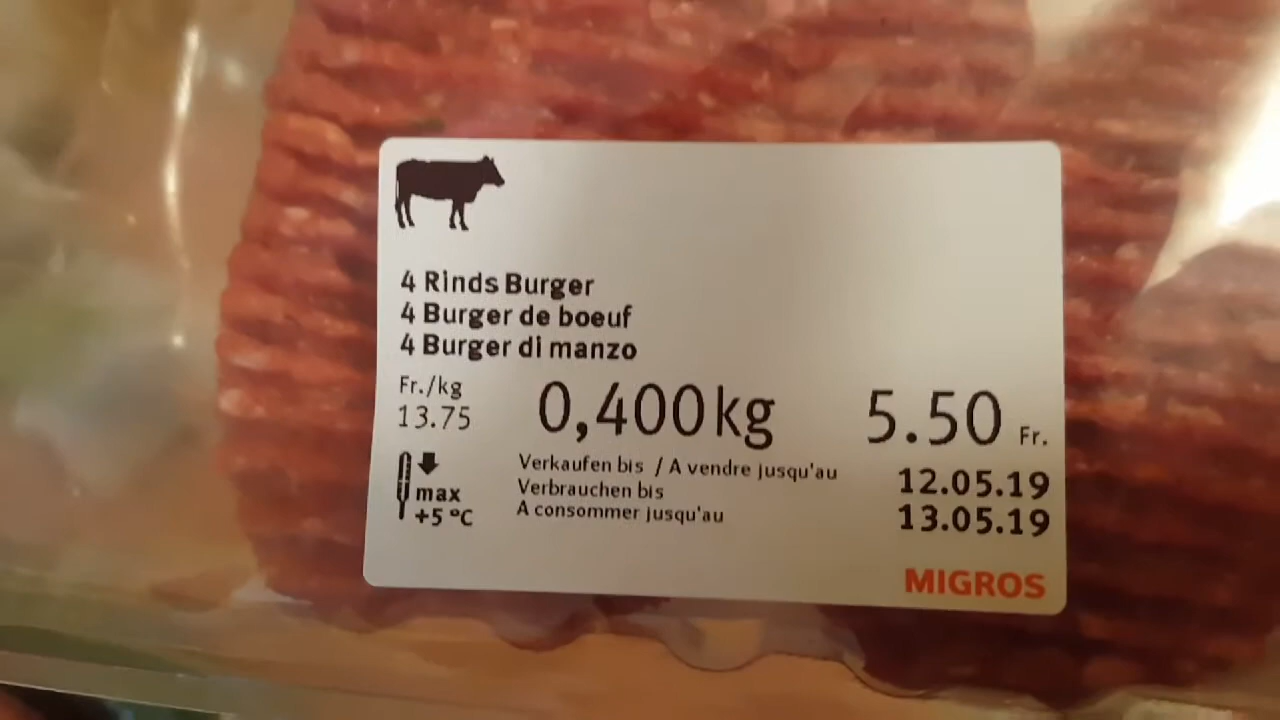 4 Rinds Burger
4 Burger de boeuf
4 Burger di manzo
Fr./kg
13.75
0,400kg
5.50 Fr.
max
+5 °C
Verkaufen bis / A vendre jusqu'au 12.05.19
Verbrauchen bis
A consommer jusqu'au 13.05.19
MIGROS